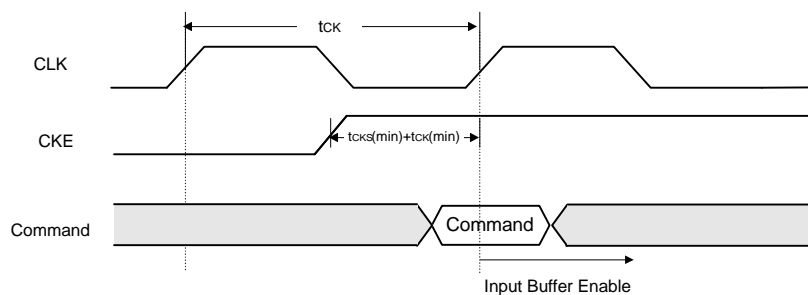 tCK
CLK
CKE
tCKS(min)+tCK(min)
Command
Command
Input Buffer Enable